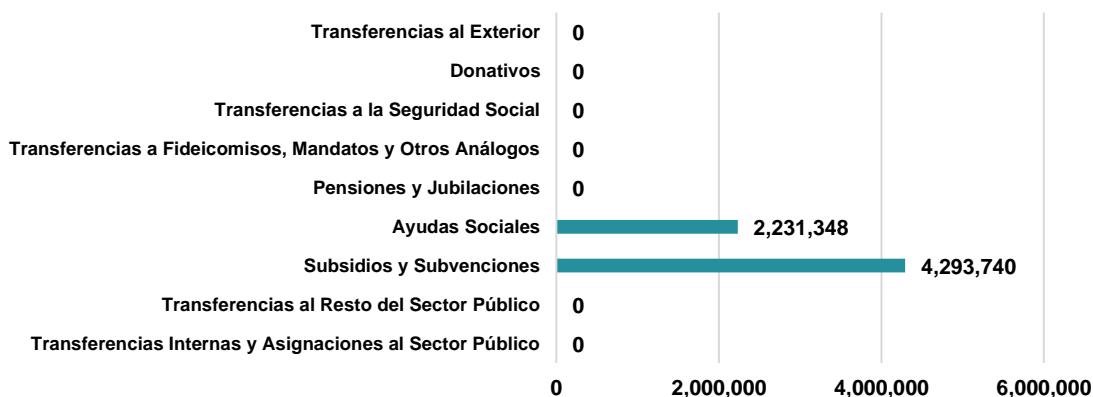 Transferencias al Exterior 0
Donativos 0
Transferencias a la Seguridad Social 0
Transferencias a Fideicomisos, Mandatos y Otros Análogos 0
Pensiones y Jubilaciones 0
Ayudas Sociales 2,231,348
Subsidios y Subvenciones 4,293,740
Transferencias al Resto del Sector Público 0
Transferencias Internas y Asignaciones al Sector Público 0
0 2,000,000 4,000,000 6,000,000